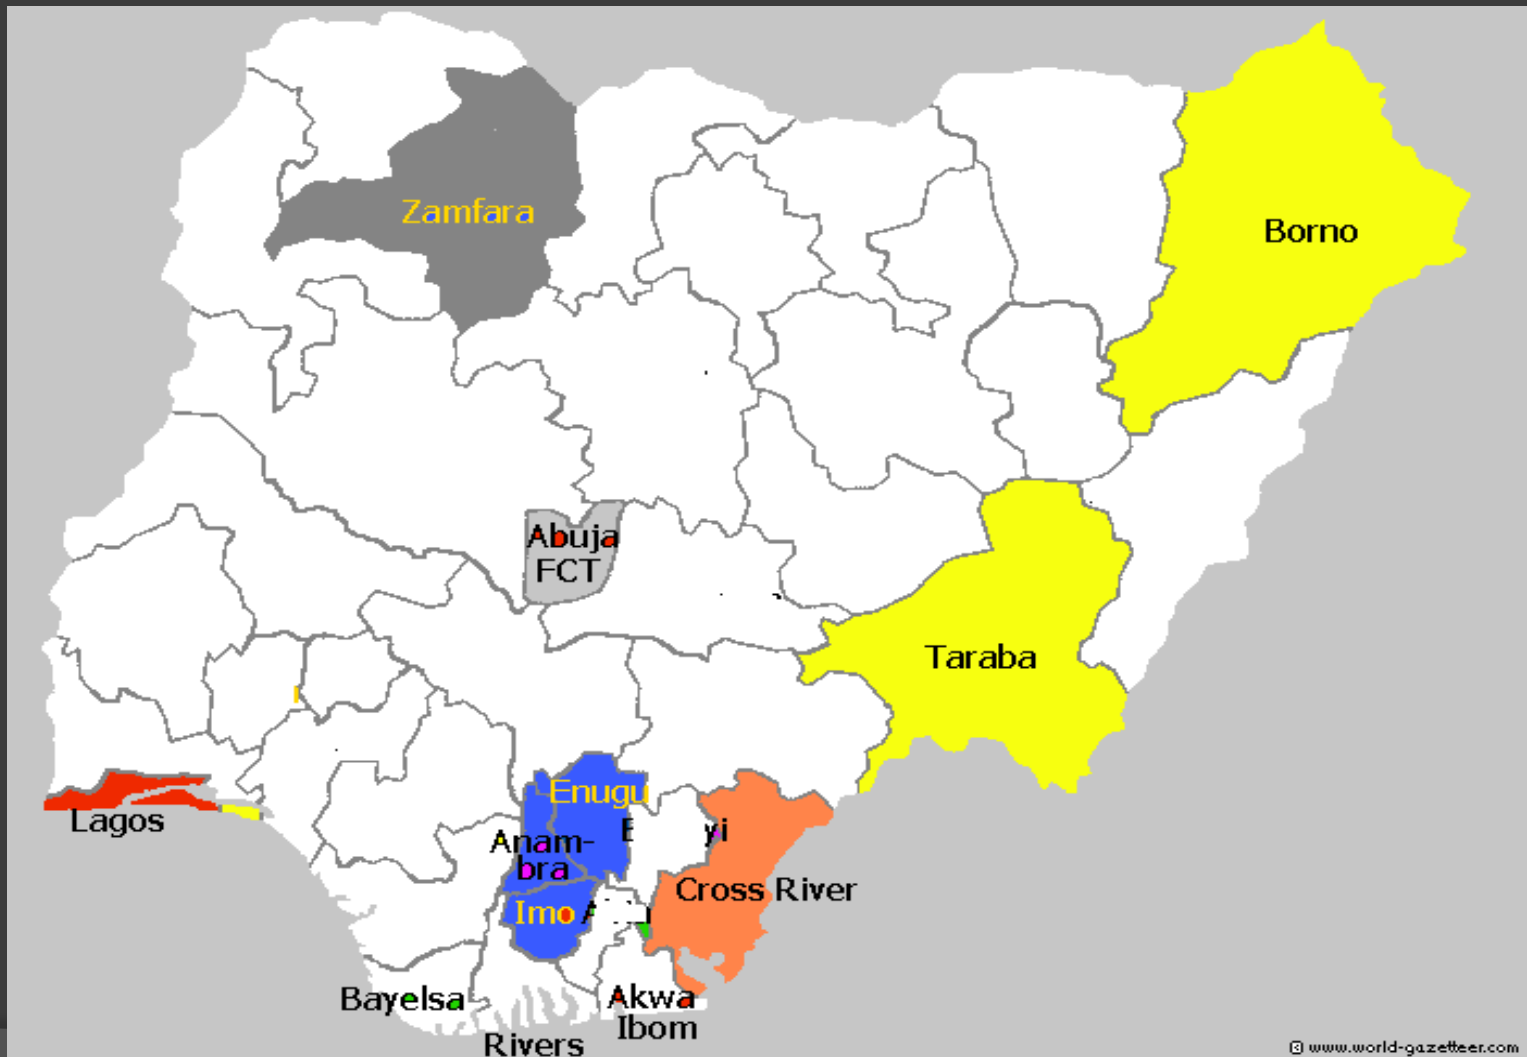 Zamfara
Borno
Abuja
FCT
Taraba
Enugu
Lagos
Anam-
bra
yi
Cross River
Imo
Bayelsa
Akwa
Ibom
Rivers
www.world-gazetteer.com